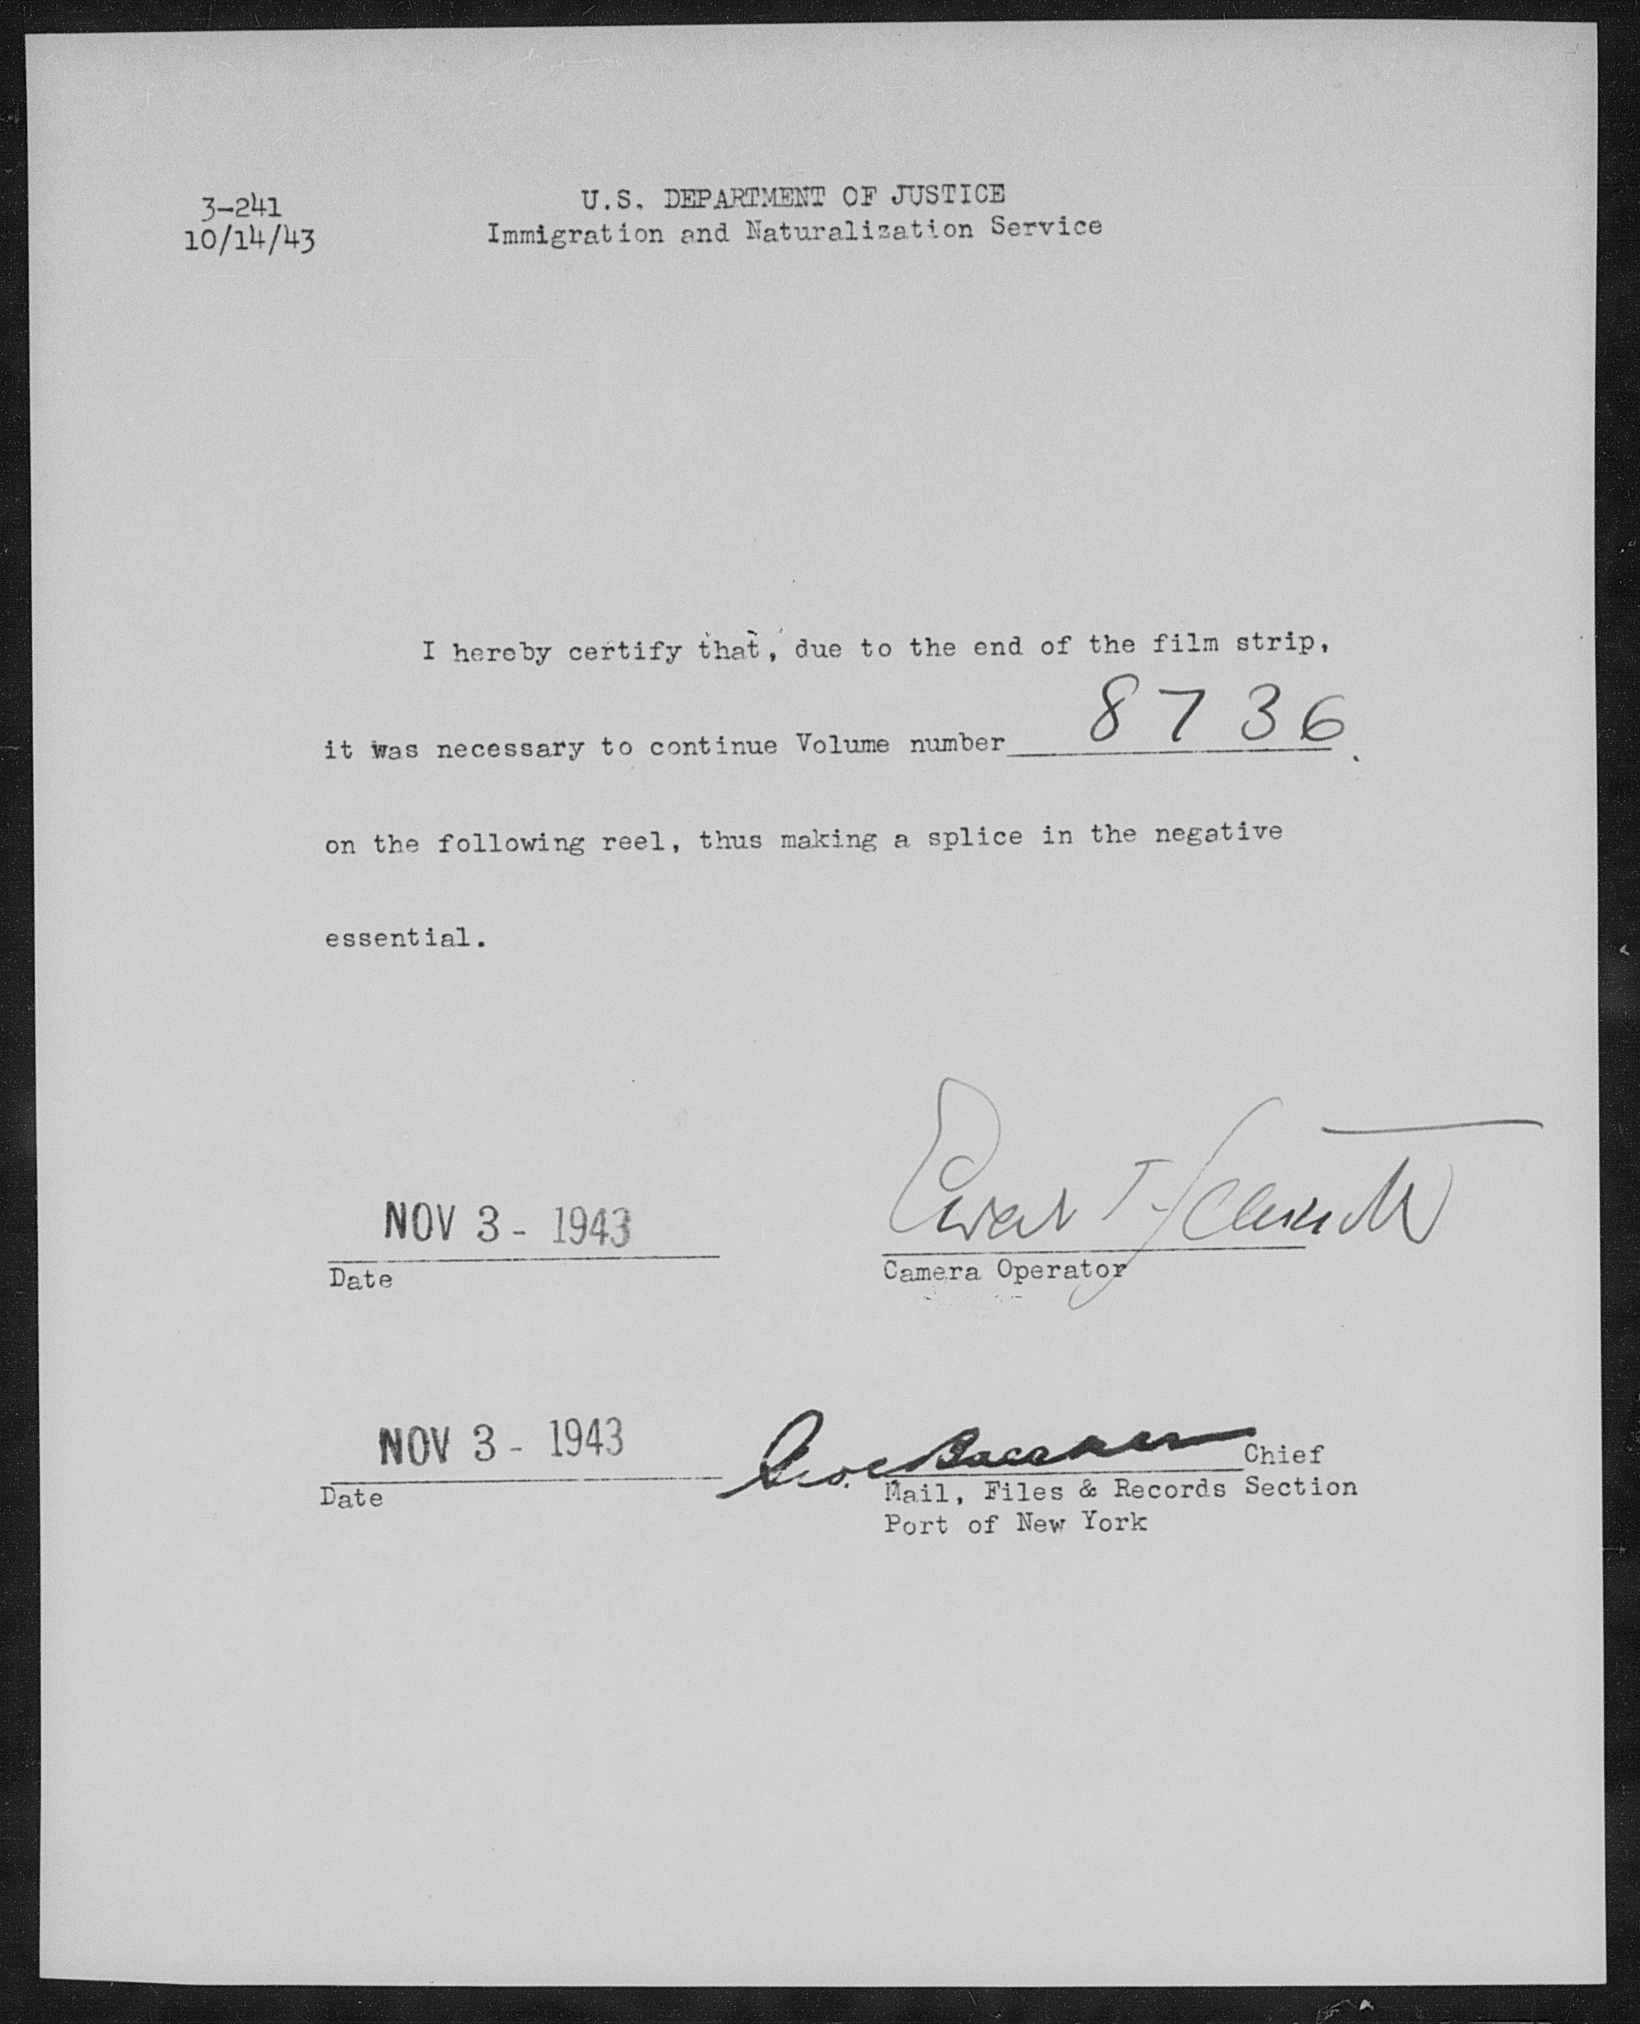 3-241
10/14/43
U.S. DEPARTMENT OF JUSTICE
Immigration and Naturalization Service
I hereby certify that, due to the end of the film strip,
it was necessary to continue Volume number 8736.
on the following reel, thus making a splice in the negative
essential.
NOV 3 - 1943
Date
Camera Operator
NOV 3 - 1943
Date
Geo. Chief
Mail, Files & Records Section
Port of New York